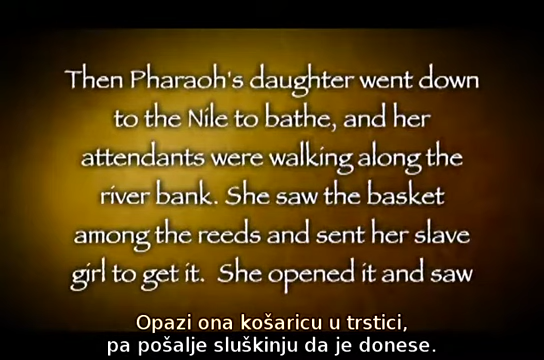 Then Pharaoh's daughter went down
to the Nile to bathe, and her
attendants were walking along the
river bank. She saw the basket
among the reeds and sent her slave
girl to get it. She opened it and saw
Opazi ona košaricu u trstici,
pa pošalje sluškinju da je donese.